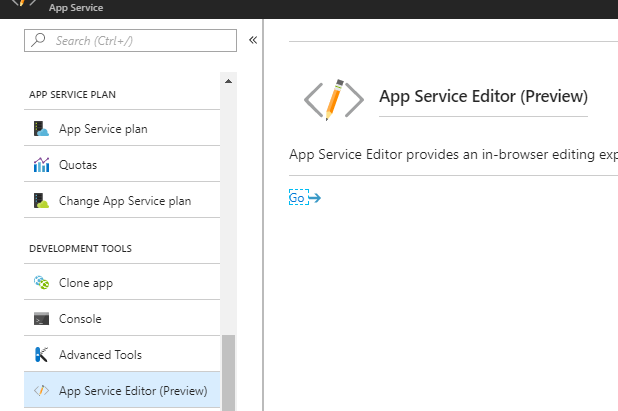 App Service
Search (Ctrl+/)
APP SERVICE PLAN
App Service plan
Quotas
Change App Service plan
DEVELOPMENT TOOLS
Clone app
Console
Advanced Tools
App Service Editor (Preview)
App Service Editor (Preview)
App Service Editor provides an in-browser editing exp
Go